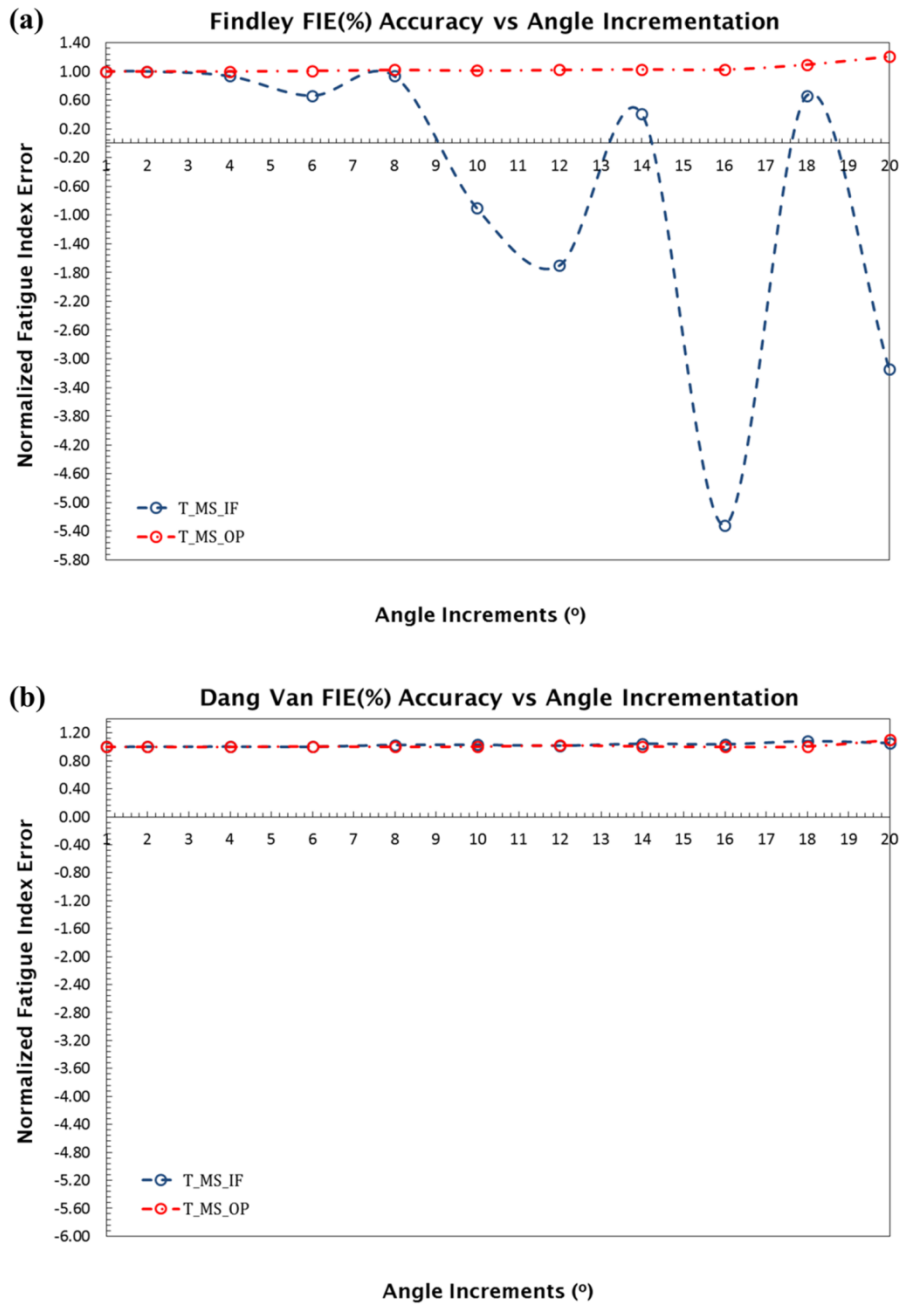 (a)
Findley FIE(%) Accuracy vs Angle Incrementation
Normalized Fatigue Index Error
1.40
1.00
0.60
0.20
-0.20
-0.60
-1.00
-1.40
-1.80
-2.20
-2.60
-3.00
-3.40
-3.80
-4.20
-4.60
-5.00
-5.40
-5.80
1 2 3 4 5 6 7 8 9 10 11 12 13 14 15 16 17 18 19 20
T_MS_IF
T_MS_OP
Angle Increments (º)
(b)
Dang Van FIE(%) Accuracy vs Angle Incrementation
Normalized Fatigue Index Error
1.20
0.80
0.40
0.00
-0.40
-0.80
-1.20
-1.60
-2.00
-2.40
-2.80
-3.20
-3.60
-4.00
-4.40
-4.80
-5.20
-5.60
-6.00
1 2 3 4 5 6 7 8 9 10 11 12 13 14 15 16 17 18 19 20
T_MS_IF
T_MS_OP
Angle Increments (º)